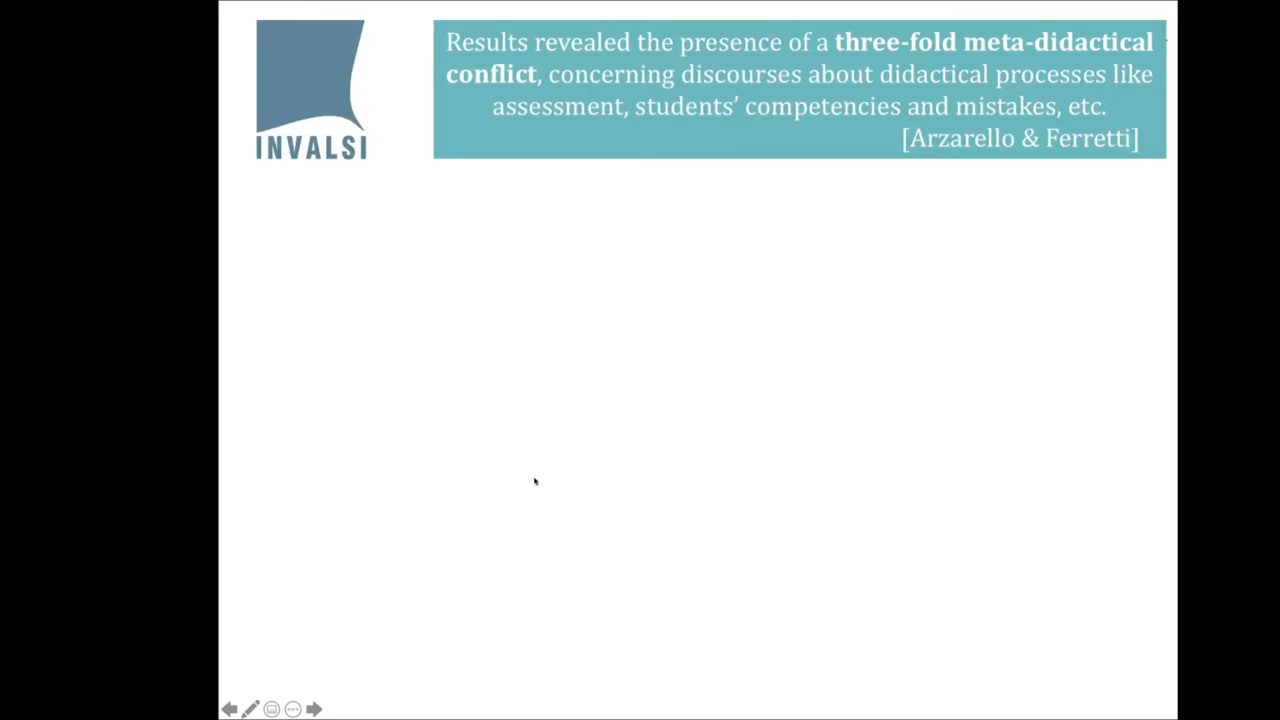 INVALSI
Results revealed the presence of a three-fold meta-didactical
conflict, concerning discourses about didactical processes like
assessment, students’ competencies and mistakes, etc.
[Arzarello & Ferretti]